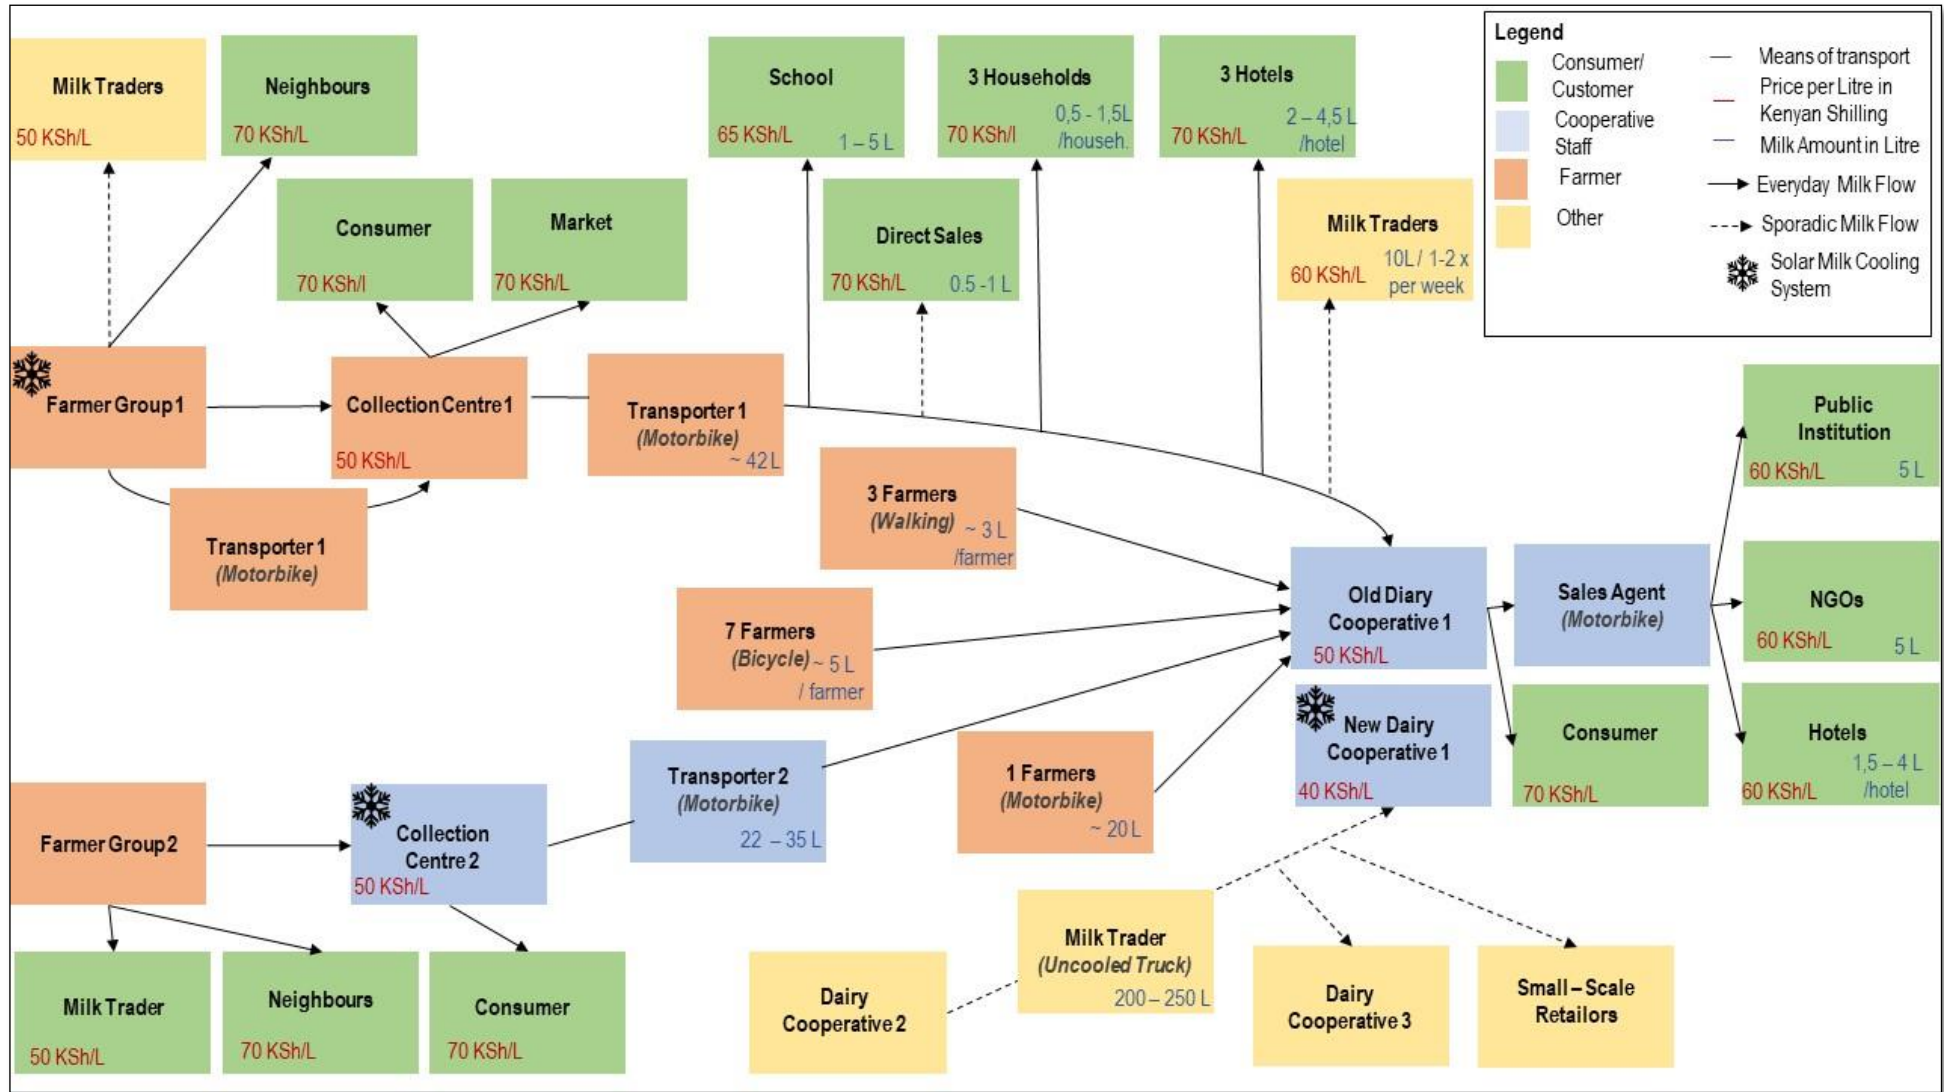 Milk Traders
50 KSh/L
Neighbours
70 KSh/L
School
65 KSh/L
1 – 5 L
3 Households
70 KSh/l
0,5 - 1,5L
/househ.
3 Hotels
70 KSh/L
2 – 4,5 L
/hotel
Legend
Consumer/
Customer
Cooperative
Staff
Farmer
Other
Means of transport
Price per Litre in
Kenyan Shilling
Milk Amount in Litre
Everyday Milk Flow
Sporadic Milk Flow
Solar Milk Cooling
System
Consumer
70 KSh/l
Market
70 KSh/L
Direct Sales
70 KSh/L
0.5 -1 L
Milk Traders
60 KSh/L
10L / 1-2 x
per week
Farmer Group 1
Collection Centre 1
50 KSh/L
Transporter 1
(Motorbike)
~ 42 L
Transporter 1
(Motorbike)
3 Farmers
(Walking)
~ 3 L
/farmer
7 Farmers
(Bicycle)
~ 5 L
/ farmer
Old Diary
Cooperative 1
50 KSh/L
Sales Agent
(Motorbike)
Public
Institution
60 KSh/L
5 L
NGOs
60 KSh/L
5 L
New Dairy
Cooperative 1
40 KSh/L
Consumer
70 KSh/L
Hotels
60 KSh/L
1,5 – 4 L
/hotel
Transporter 2
(Motorbike)
22 – 35 L
1 Farmers
(Motorbike)
~ 20 L
Farmer Group 2
Collection
Centre 2
50 KSh/L
Milk Trader
50 KSh/L
Neighbours
70 KSh/L
Consumer
70 KSh/L
Dairy
Cooperative 2
Milk Trader
(Uncooled Truck)
200 – 250 L
Dairy
Cooperative 3
Small – Scale
Retailors